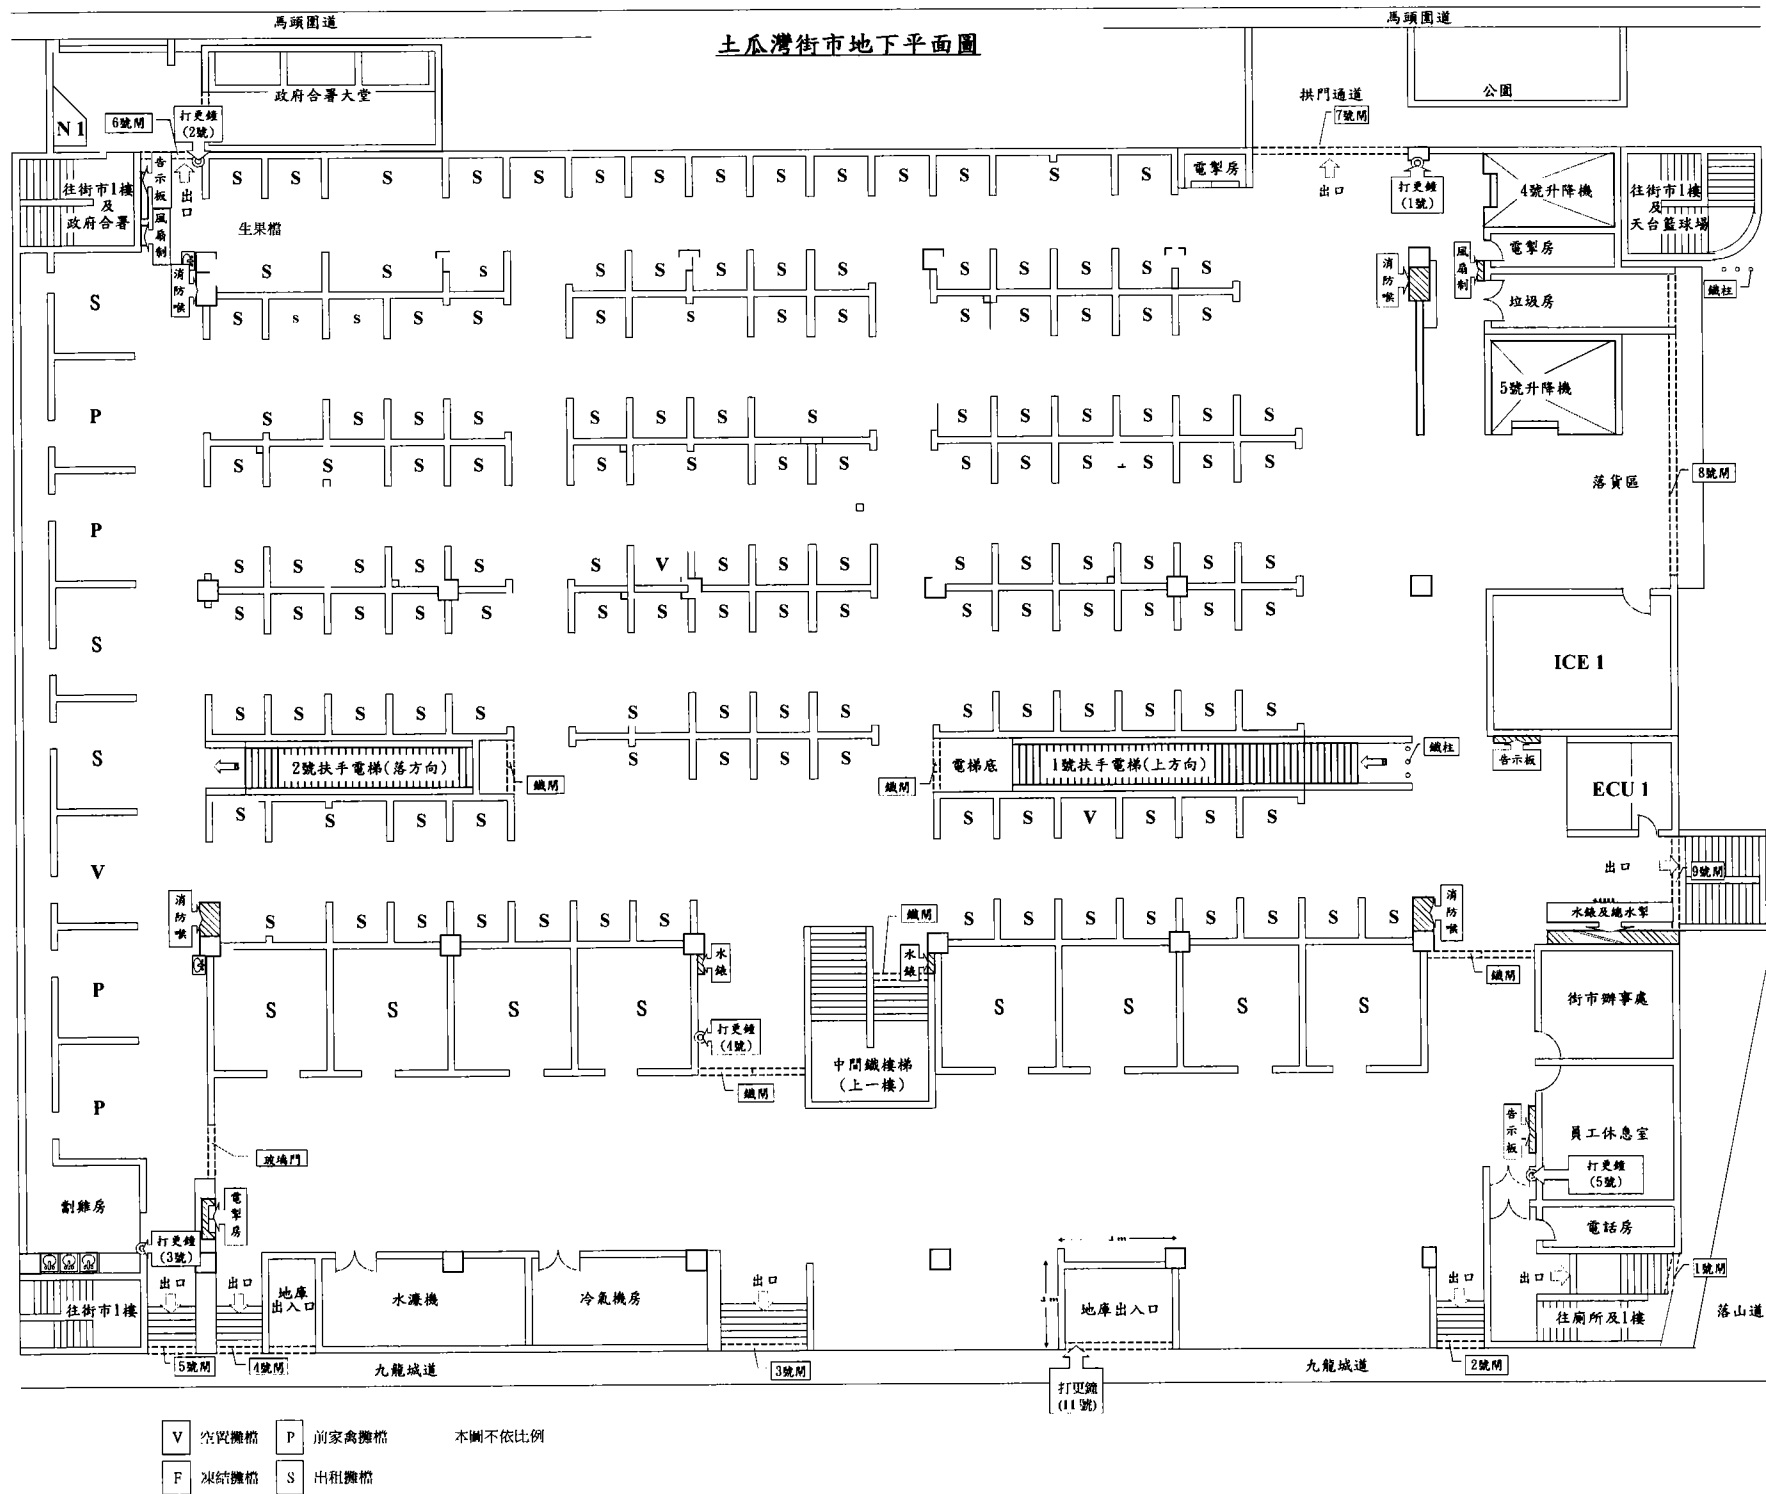 馬頭圍道
馬頭圍道
土瓜灣街市地下平面圖
政府合署大堂
公園
拱門通道
7號閘
N 1
6號閘
打更鐘
(2號)
告示板
出口
往街市1樓
及
政府合署
風扇制
S S S S S S S S S S S S S S S
電掣房
出口
打更鐘
(1號)
4號升降機
往街市1樓
及
天台籃球場
生果檔
電掣房
消防喉
S S S S S S S S S S S S S
消防喉
風扇制
鐵柱
垃圾房
S
S S S S S S S S S S S S S S
5號升降機
P
S S S S S S S S S S S S S S
S S S S S S S S S S S S S S
8號閘
落貨區
P
S S S S S S V S S S S S S S S S
S S S S S S S S S S S S S S S S
S
ICE 1
S S S S S S S S S S S S S S S
S
2號扶手電梯(落方向)
鐵閘
S S S S
鐵閘
電梯底
1號扶手電梯(上方向)
鐵柱
告示板
ECU 1
S S S S S S V S S S
V
出口
9號閘
水錶及總水掣
消防喉
S S S S S S S
鐵閘
S S S S S S S S
消防喉
水錶
水錶
鐵閘
P
S S S S
S S S S
街市辦事處
打更鐘
(4號)
中間鐵樓梯
(上一樓)
鐵閘
P
告示板
員工休息室
玻璃門
打更鐘
(5號)
劏雞房
電掣房
電話房
打更鐘
(3號)
4m
出口
出口
地庫
出入口
水濂機
冷氣機房
出口
4m
地庫出入口
出口
出口
1號閘
往街市1樓
往廁所及1樓
落山道
5號閘
4號閘
九龍城道
3號閘
九龍城道
2號閘
打更鐘
(11號)
V 空置攤檔 P 前家禽攤檔 本圖不依比例
F 凍結攤檔 S 出租攤檔